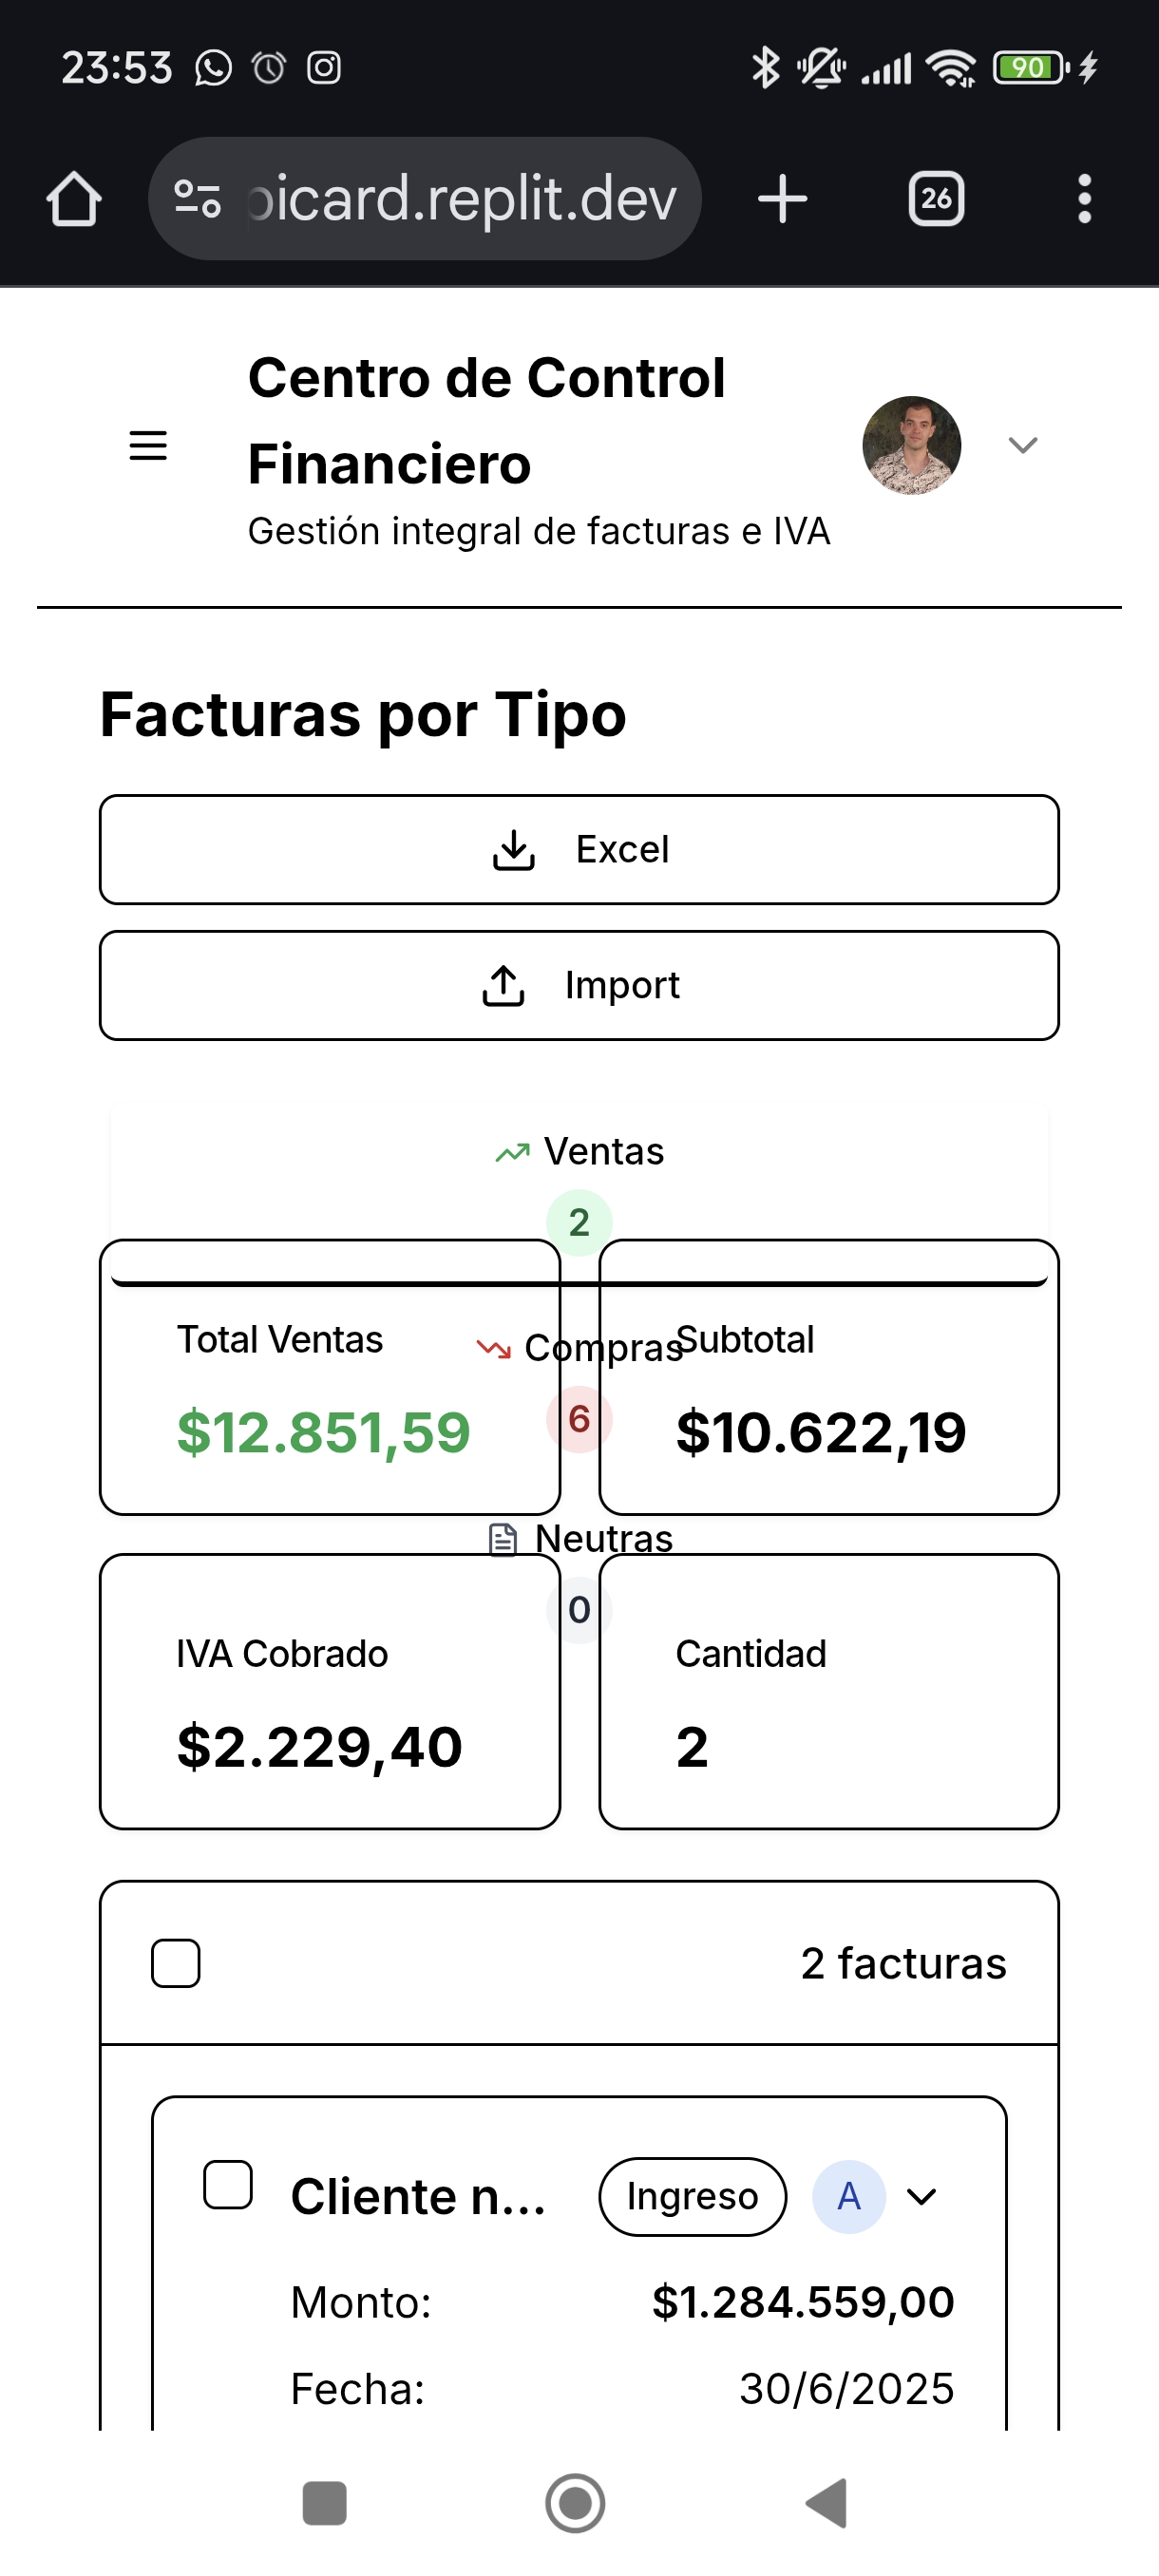 23:53
90
picard.replit.dev
26
Centro de Control
Financiero
Gestión integral de facturas e IVA
Facturas por Tipo
Excel
Import
Ventas
2
Total Ventas
Compras
Subtotal
$12.851,59
6
$10.622,19
Neutras
0
IVA Cobrado
Cantidad
$2.229,40
2
2 facturas
Cliente n...
Ingreso
A
Monto:
$1.284.559,00
Fecha:
30/6/2025